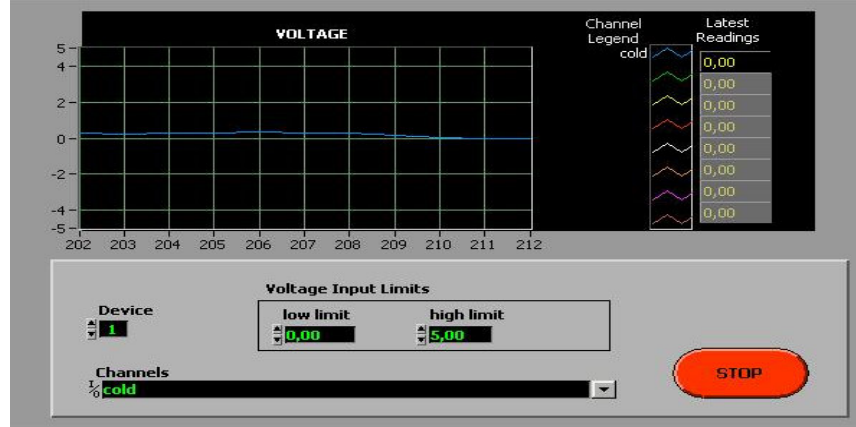 VOLTAGE
Channel Legend
Latest Readings
cold
5
4
2
0
-2
-4
-5
202 203 204 205 206 207 208 209 210 211 212
0,00
0,00
0,00
0,00
0,00
0,00
0,00
0,00
Voltage Input Limits
Device
low limit
high limit
1
0,00
5,00
Channels
I/O
cold
STOP